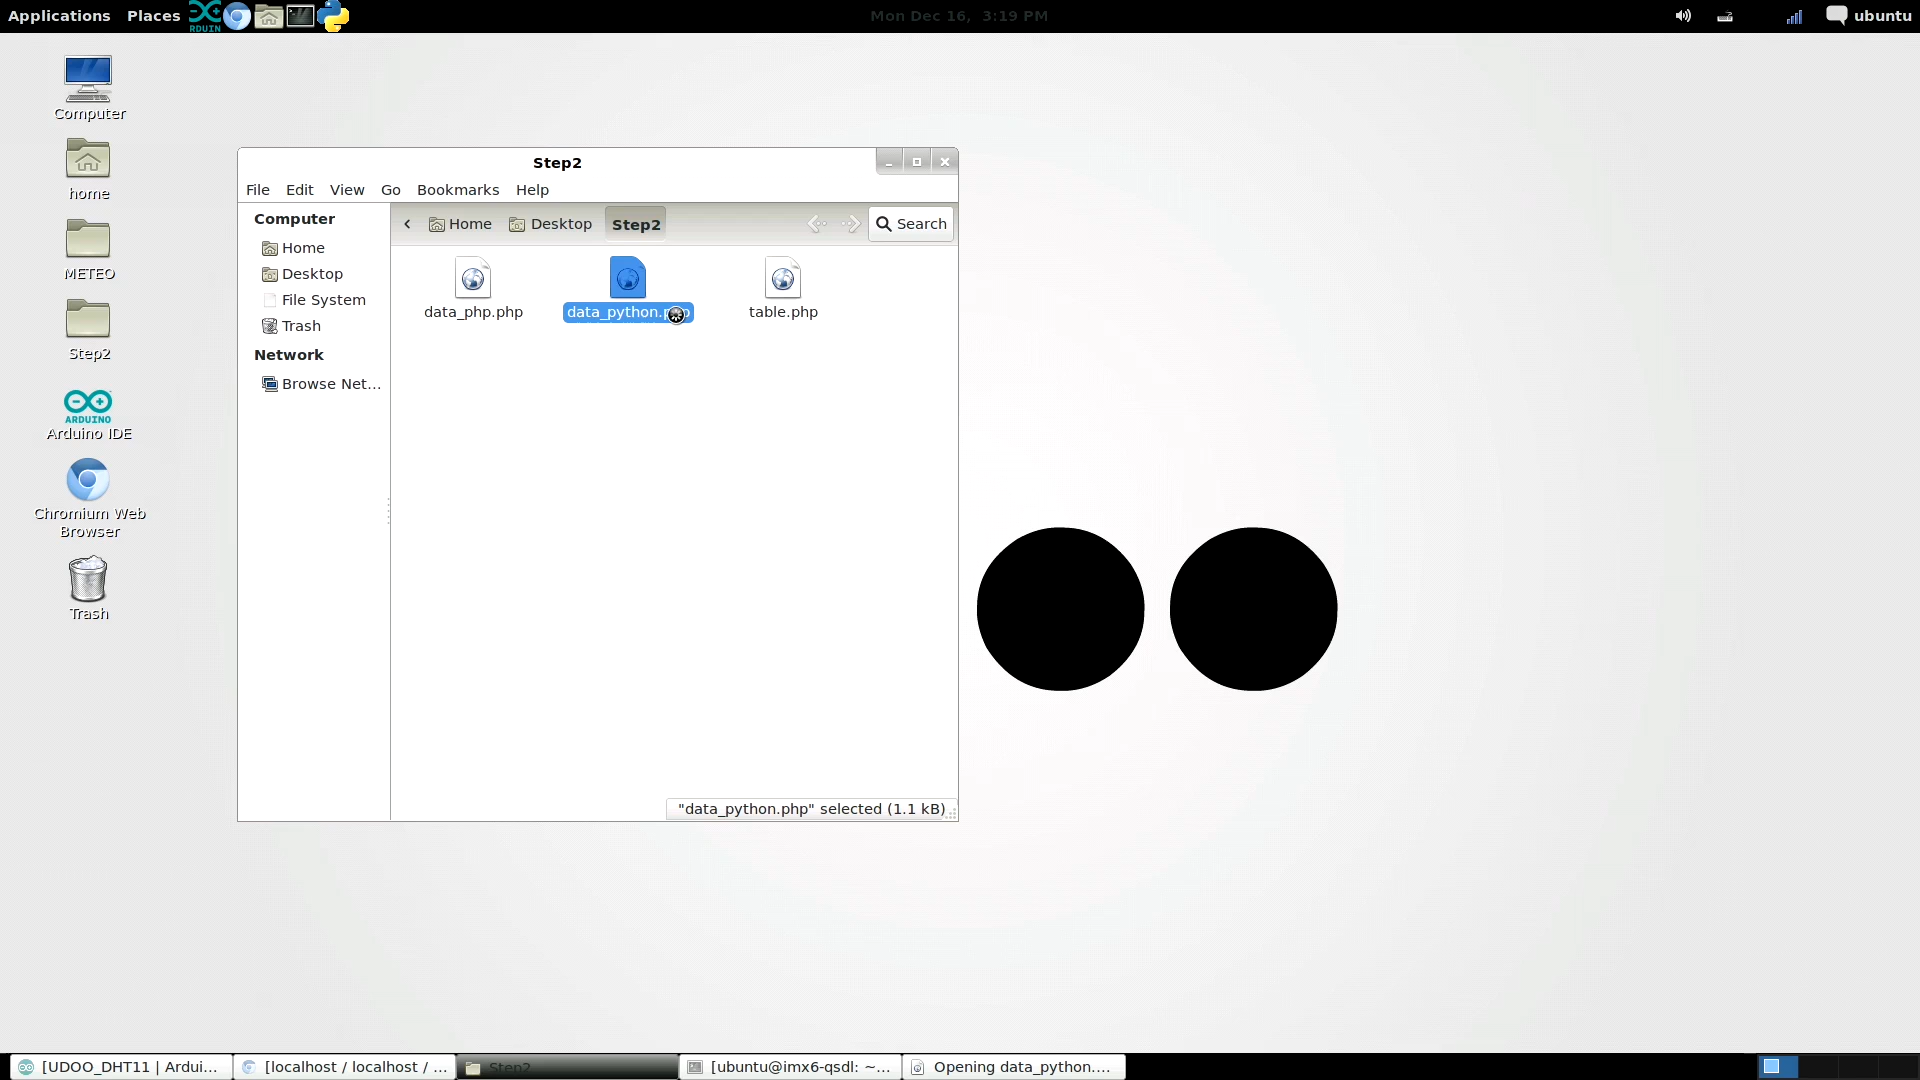 Applications Places
ARDUIN
Mon Dec 16, 3:19 PM
ubuntu
Computer
home
METEO
Step2
ARDUINO
Arduino IDE
Chromium Web
Browser
Trash
Step2
File Edit View Go Bookmarks Help
Computer
Home
Desktop
File System
Trash
Network
Browse Net...
Home Desktop Step2 Search
data_php.php
data_python.
table.php
"data_python.php" selected (1.1 kB)
[UDOO_DHT11 | Ardui...
[localhost / localhost / ...
Step2
[ubuntu@imx6-qsdl: ~...
Opening data_python....